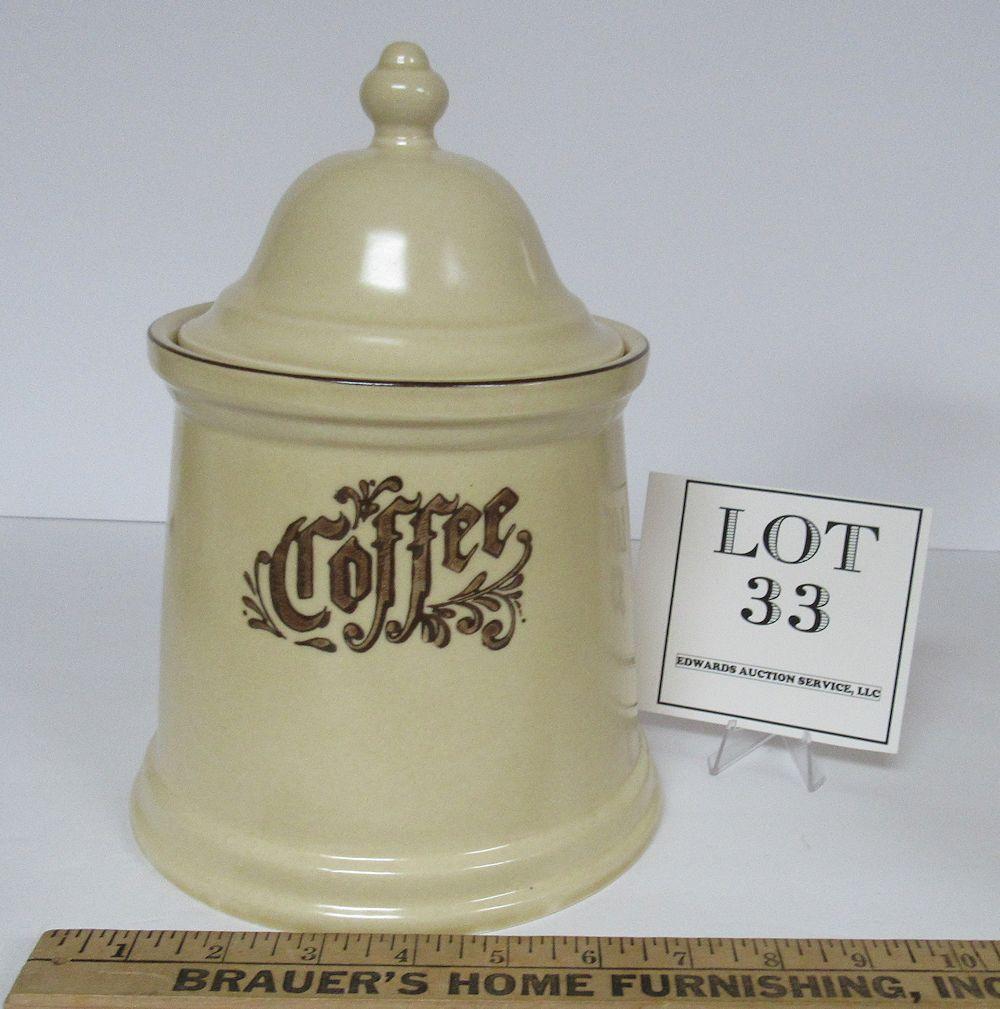 Coffee
LOT
33
EDWARDS AUCTION SERVICE, LLC
1 2 3 4 5 6 7 8 9 10
BRAUER'S HOME FURNISHING, INC